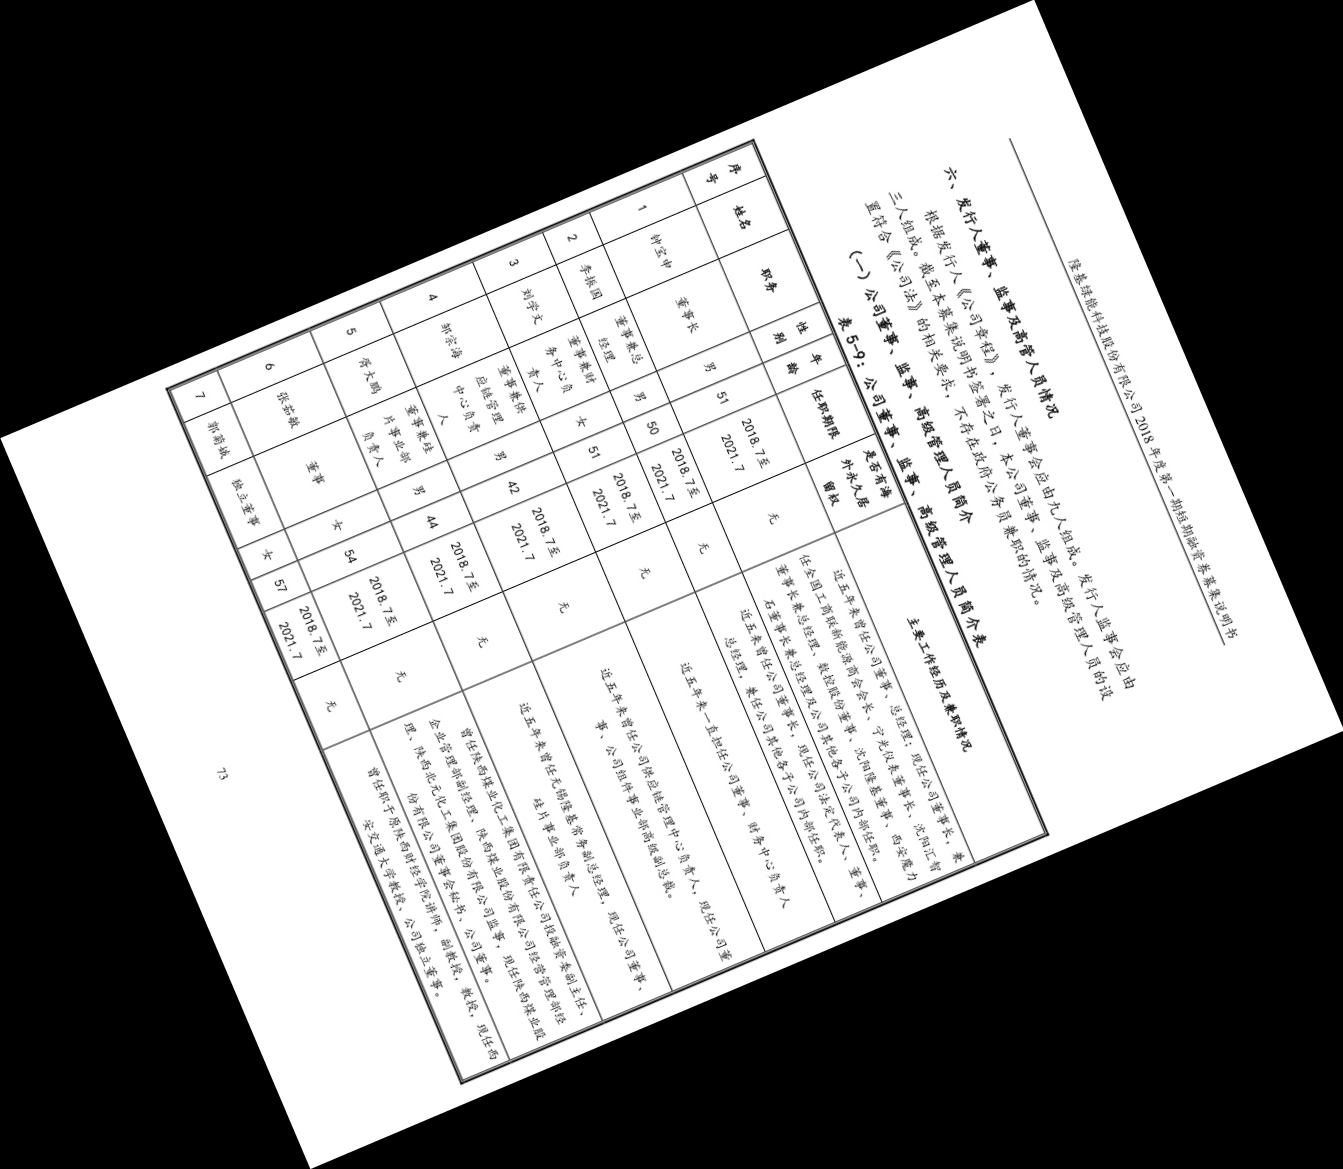 隆基绿能科技股份有限公司 2018 年度第一期短期融资券募集说明书
六、发行人董事、监事及高管人员情况
根据发行人《公司章程》，发行人董事会应由九人组成。发行人监事会应由
三人组成。截至本募集说明书签署之日，本公司董事、监事及高级管理人员的设
置符合《公司法》的相关要求，不存在政府公务员兼职的情况。
（一）公司董事、监事、高级管理人员简介
表 5-9：公司董事、监事、高级管理人员简介表
序号 姓名 职务 性别 年龄 任职期限 是否有海外永久居留权 主要工作经历及兼职情况
1 钟宝申 董事长 男 51 2018.7至2021.7 无
近五年来曾任公司董事、总经理；现任公司董事长，兼
任全国工商联新能源商会会长、宁光仪表董事长、沈阳汇智
董事长兼总经理、数控股份董事、沈阳隆基董事、西安魔力
石董事长兼总经理及公司其他各子公司内部任职。
2 李振国 董事兼总经理 男 50 2018.7至2021.7 无
近五来曾任公司董事长，现任公司法定代表人、董事、
总经理，兼任公司其他各子公司内部任职。
3 刘学文 董事兼财务中心负责人 女 51 2018.7至2021.7 无
近五年来一直担任公司董事、财务中心负责人
4 邹宗海 董事兼供应链管理中心负责人 男 42 2018.7至2021.7 无
近五年来曾任公司供应链管理中心负责人，现任公司董
事、公司组件事业部高级制总裁。
5 胥大鹏 董事兼硅片事业部负责人 男 44 2018.7至2021.7 无
近五年来曾任无锡隆基常务副总经理，现任公司董事、
硅片事业部负责人
6 张茹敏 董事 女 54 2018.7至2021.7 无
曾任陕西煤业化工集团有限责任公司投融资委副主任、
企业管理部副经理，陕西煤业股份有限公司经营管理部经
理、陕西北元化工集团股份有限公司监事，现任陕西煤业股
份有限公司董事会秘书、公司董事。
7 郭菊娥 独立董事 女 57 2018.7至2021.7 无
曾任职于原陕西财经学院讲师，副教授，教授，现任西
安交通大学教授、公司独立董事。
73